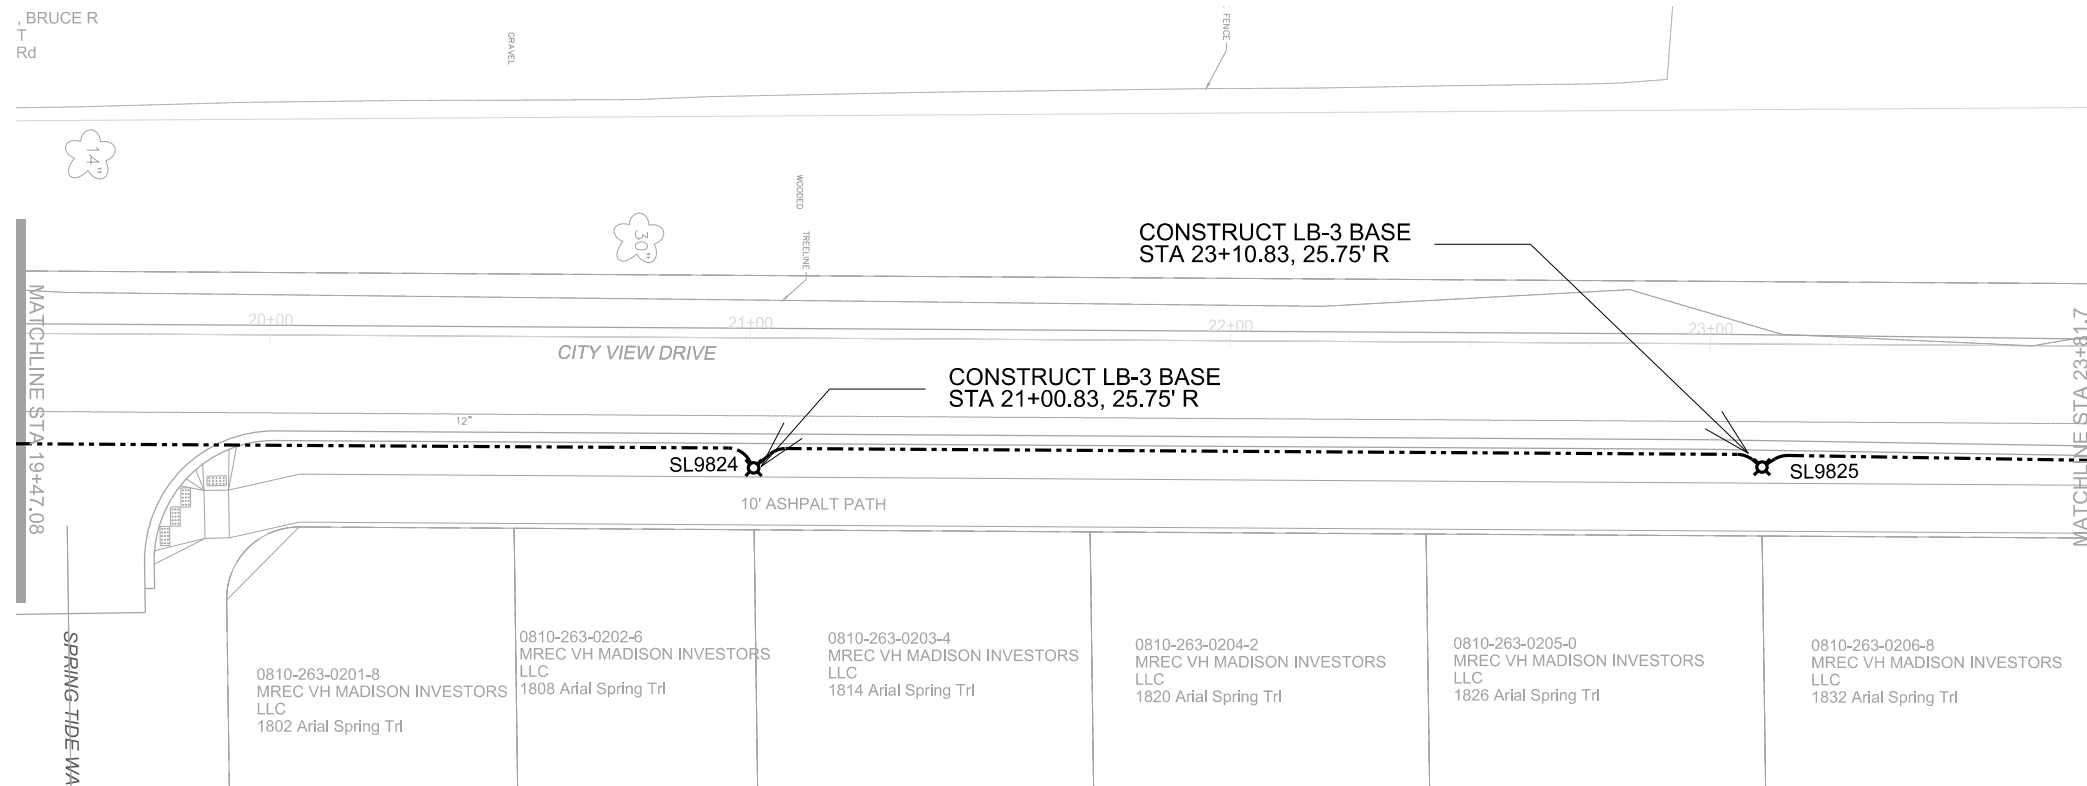 , BRUCE R
T
Rd
GRAVEL
: FENCE
14"
30"
WOODED
TREELINE
CONSTRUCT LB-3 BASE
STA 23+10.83, 25.75' R
20+00
21+00
22+00
23+00
CITY VIEW DRIVE
CONSTRUCT LB-3 BASE
STA 21+00.83, 25.75' R
12"
SL9824
SL9825
10' ASHPALT PATH
MATCHLINE STA 19+47.08
MATCHLINE STA 23+81.7
SPRING TIDE WA
0810-263-0201-8
MREC VH MADISON INVESTORS
LLC
1802 Arial Spring Trl
0810-263-0202-6
MREC VH MADISON INVESTORS
LLC
1808 Arial Spring Trl
0810-263-0203-4
MREC VH MADISON INVESTORS
LLC
1814 Arial Spring Trl
0810-263-0204-2
MREC VH MADISON INVESTORS
LLC
1820 Arial Spring Trl
0810-263-0205-0
MREC VH MADISON INVESTORS
LLC
1826 Arial Spring Trl
0810-263-0206-8
MREC VH MADISON INVESTORS
LLC
1832 Arial Spring Trl